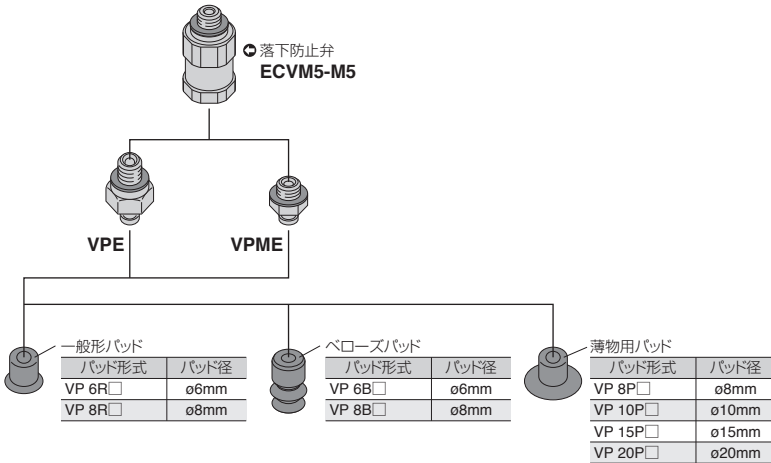 落下防止弁
ECVM5-M5
VPE
VPME
一般形パッド
パッド形式 パッド径
VP 6R□ ø6mm
VP 8R□ ø8mm
ベローズパッド
パッド形式 パッド径
VP 6B□ ø6mm
VP 8B□ ø8mm
薄物用パッド
パッド形式 パッド径
VP 8P□ ø8mm
VP 10P□ ø10mm
VP 15P□ ø15mm
VP 20P□ ø20mm